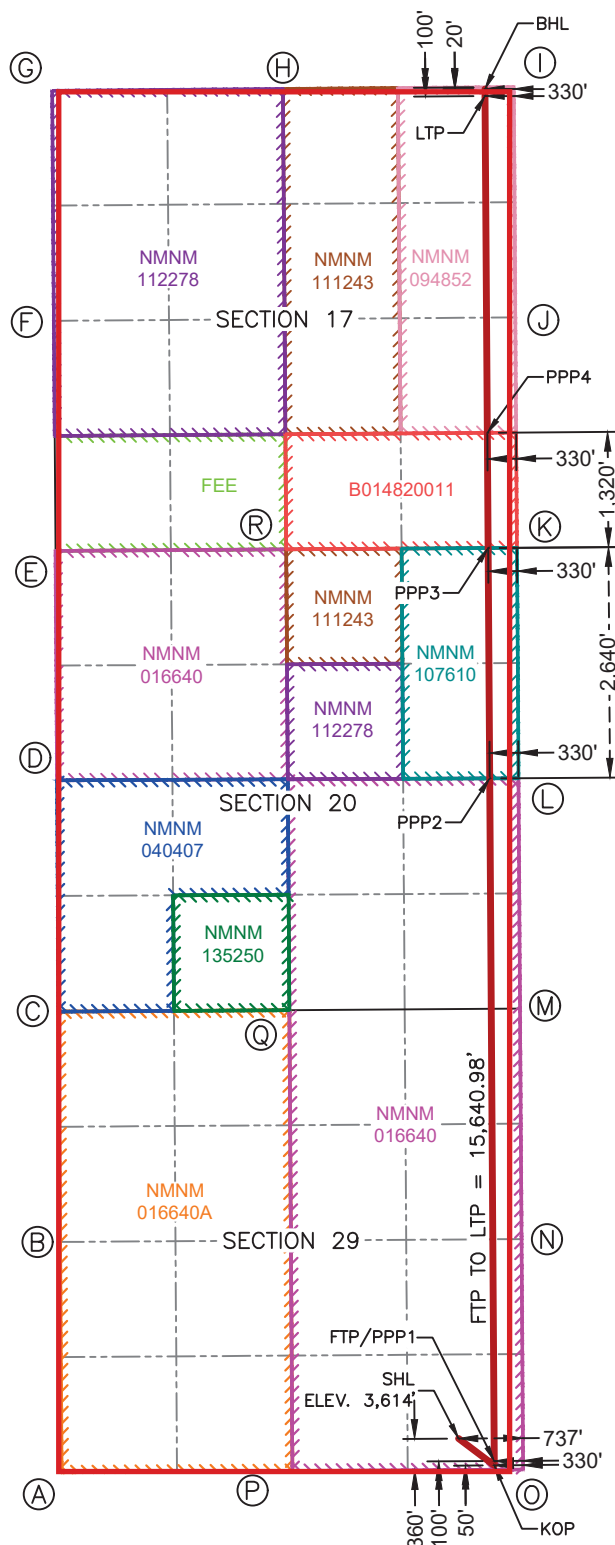 100'
20'
BHL
G
H
I
330'
LTP
NMNM
112278
NMNM
111243
NMNM
094852
F
SECTION 17
J
PPP4
330'
1,320'
FEE
B014820011
R
K
E
330'
PPP3
NMNM
111243
NMNM
016640
NMNM
107610
2,640'
NMNM
112278
D
330'
SECTION 20
L
PPP2
NMNM
040407
NMNM
135250
C
Q
M
NMNM
016640
FTP TO LTP = 15,640.98'
NMNM
016640A
B
SECTION 29
N
FTP/PPP1
SHL
ELEV. 3,614'
737'
330'
A
P
O
360'
100'
50'
KOP